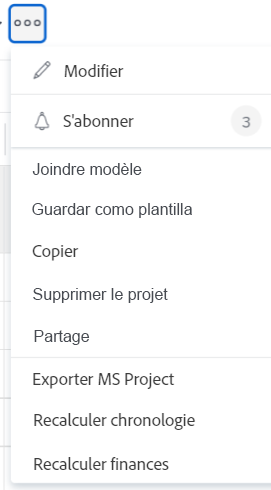 Modifier
S'abonner 3
Joindre modèle
Guardar como plantilla
Copier
Supprimer le projet
Partage
Exporter MS Project
Recalculer chronologie
Recalculer finances